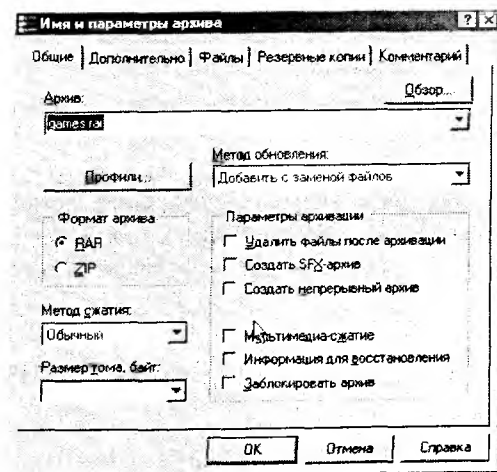 Имя и параметры архива
Общие Дополнительно Файлы Резервные копии Комментарий
Архив:
Обзор...
games.rar
Метод обновления:
Профили...
Добавить с заменой файлов
Формат архива
RAR
ZIP
Параметры архивации
Удалить файлы после архивации
Создать SFX-архив
Создать непрерывный архив
Метод сжатия:
Обычный
Мультимедиа-сжатие
Информация для восстановления
Размер тома, байт:
Заблокировать архив
OK Отмена Справка